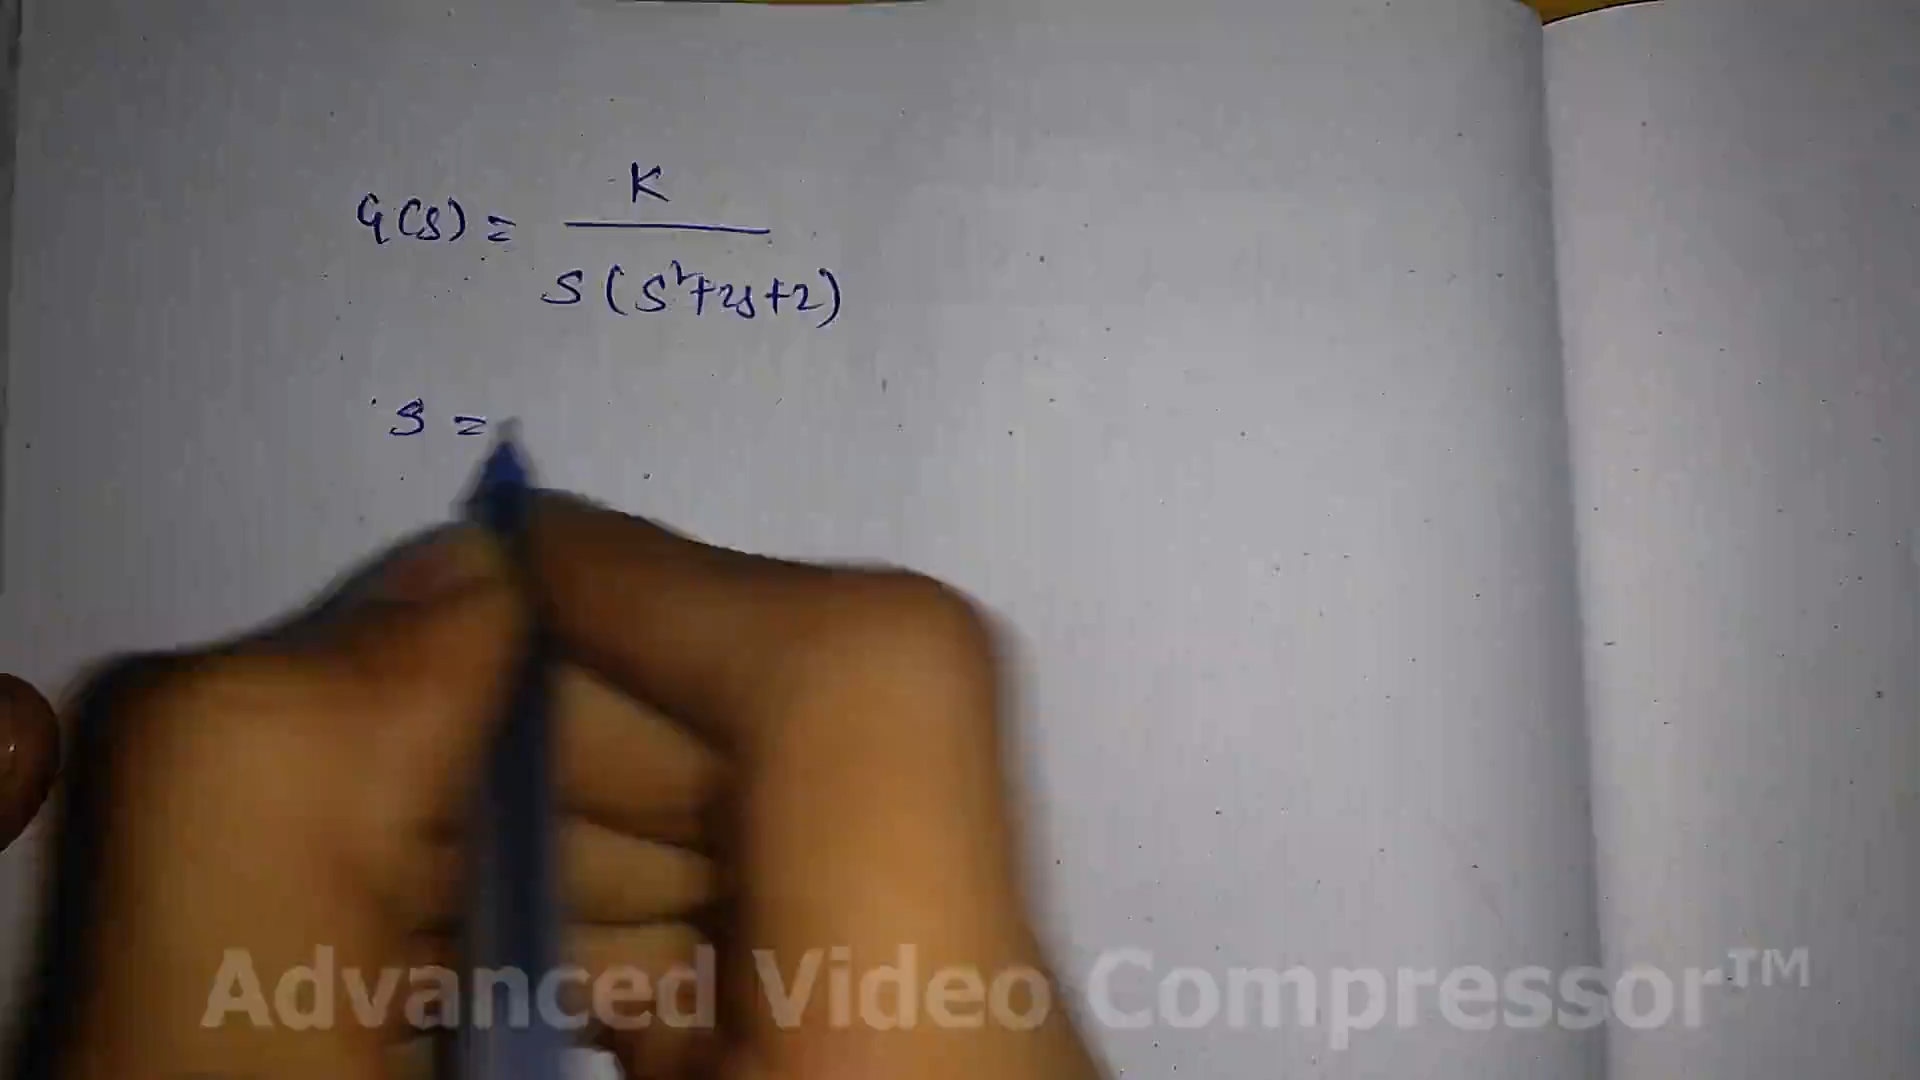 G(s) = K / S(S²+2s+2)
S =
Advanced Video Compressor™